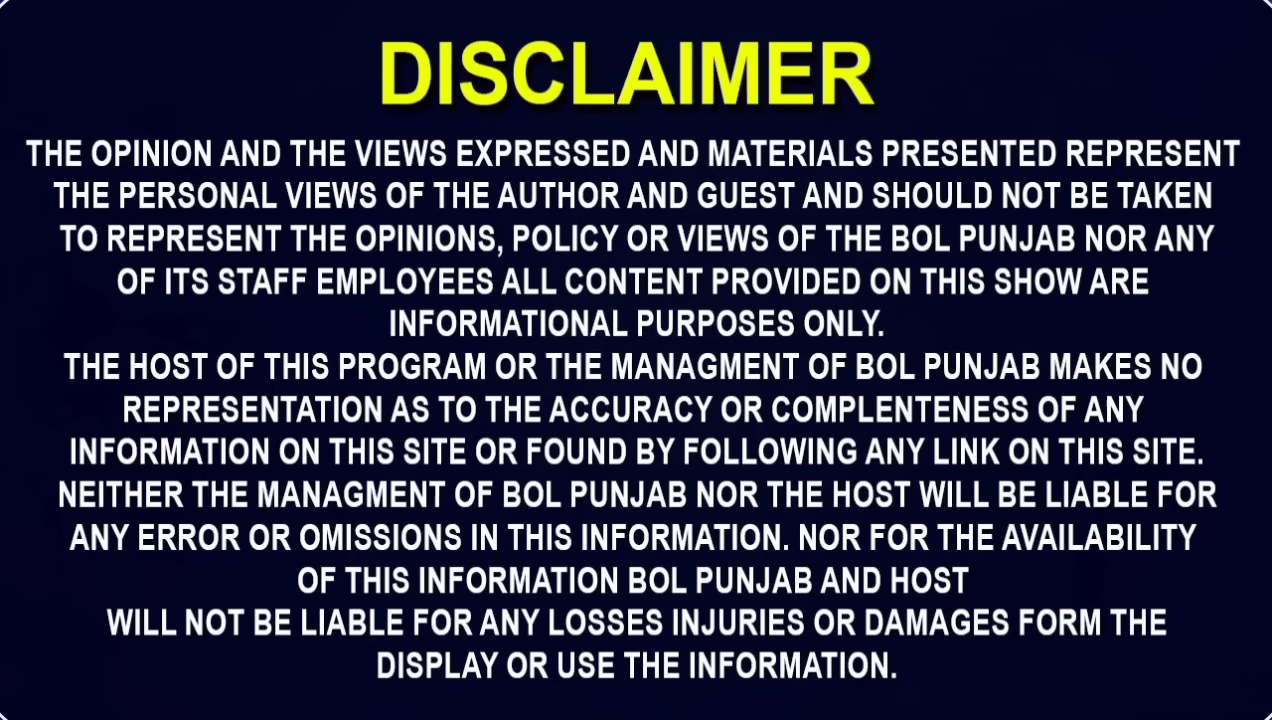 DISCLAIMER
THE OPINION AND THE VIEWS EXPRESSED AND MATERIALS PRESENTED REPRESENT
THE PERSONAL VIEWS OF THE AUTHOR AND GUEST AND SHOULD NOT BE TAKEN
TO REPRESENT THE OPINIONS, POLICY OR VIEWS OF THE BOL PUNJAB NOR ANY
OF ITS STAFF EMPLOYEES ALL CONTENT PROVIDED ON THIS SHOW ARE
INFORMATIONAL PURPOSES ONLY.
THE HOST OF THIS PROGRAM OR THE MANAGMENT OF BOL PUNJAB MAKES NO
REPRESENTATION AS TO THE ACCURACY OR COMPLENTENESS OF ANY
INFORMATION ON THIS SITE OR FOUND BY FOLLOWING ANY LINK ON THIS SITE.
NEITHER THE MANAGMENT OF BOL PUNJAB NOR THE HOST WILL BE LIABLE FOR
ANY ERROR OR OMISSIONS IN THIS INFORMATION. NOR FOR THE AVAILABILITY
OF THIS INFORMATION BOL PUNJAB AND HOST
WILL NOT BE LIABLE FOR ANY LOSSES INJURIES OR DAMAGES FORM THE
DISPLAY OR USE THE INFORMATION.